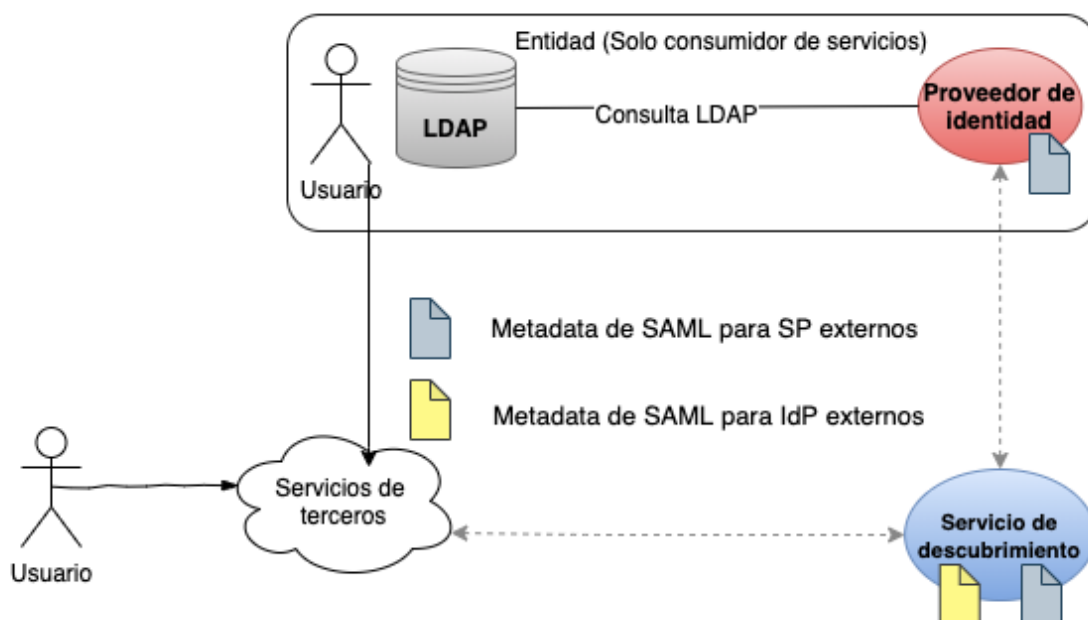 Entidad (Solo consumidor de servicios)
LDAP
Consulta LDAP
Proveedor de
identidad
Usuario
Metadata de SAML para SP externos
Metadata de SAML para IdP externos
Servicios de
terceros
Usuario
Servicio de
descubrimiento